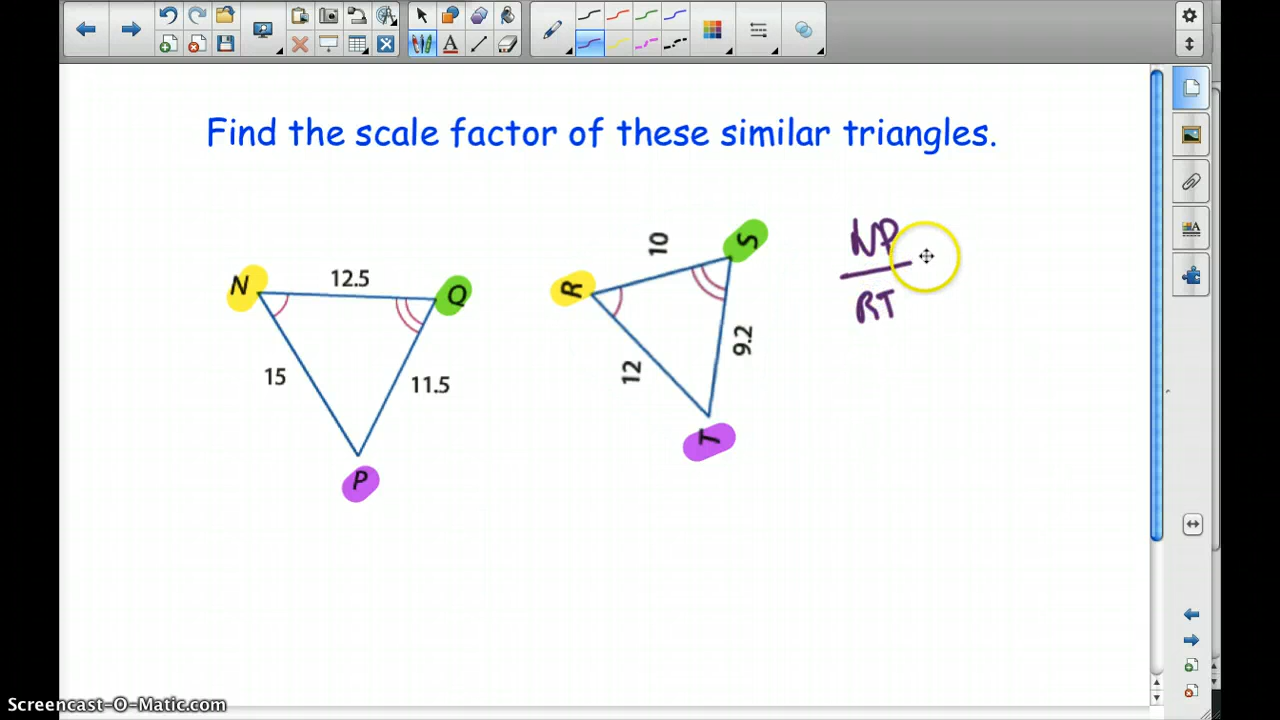 Find the scale factor of these similar triangles.
N
12.5
Q
15
11.5
P
R
10
S
12
9.2
T
NP
RT
Screencast-O-Matic.com